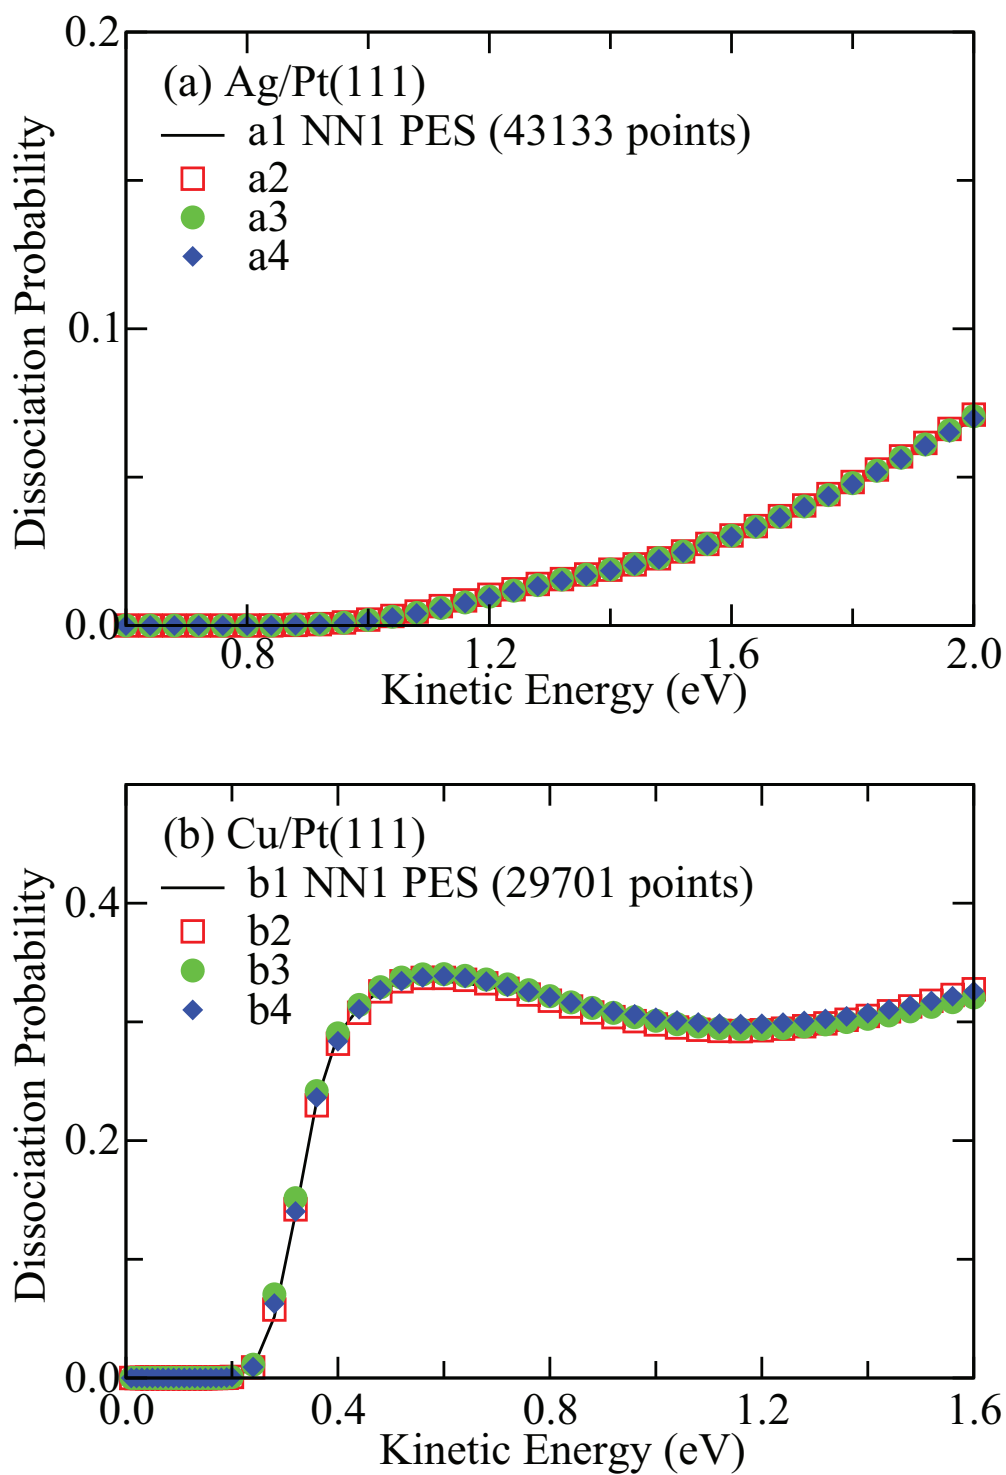 0.2
(a) Ag/Pt(111)
a1 NN1 PES (43133 points)
a2
a3
a4
0.1
0.0
0.8
1.2
1.6
2.0
Dissociation Probability
Kinetic Energy (eV)
(b) Cu/Pt(111)
b1 NN1 PES (29701 points)
0.4
b2
b3
b4
0.2
0.0
0.0
0.4
0.8
1.2
1.6
Dissociation Probability
Kinetic Energy (eV)